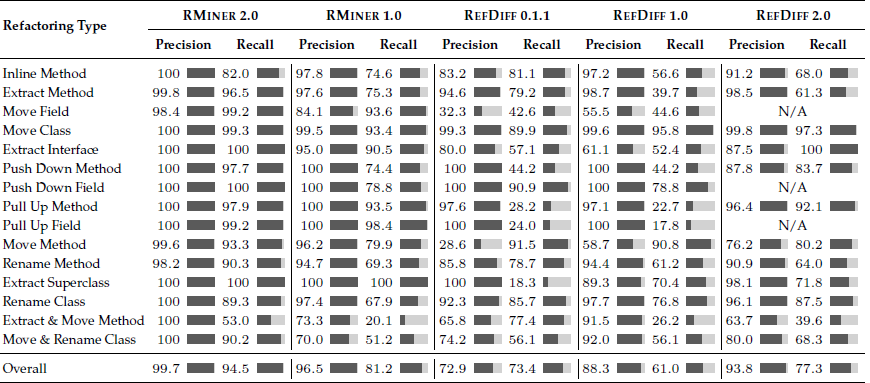 Refactoring Type RMINER 2.0 RMINER 1.0 REFDIFF 0.1.1 REFDIFF 1.0 REFDIFF 2.0
Precision Recall Precision Recall Precision Recall Precision Recall Precision Recall
Inline Method 100 82.0 97.8 74.6 83.2 81.1 97.2 56.6 91.2 68.0
Extract Method 99.8 96.5 97.6 75.3 94.6 79.2 98.7 39.7 98.5 61.3
Move Field 98.4 99.2 84.1 93.6 32.3 42.6 55.5 44.6 N/A
Move Class 100 99.3 99.5 93.4 99.3 89.9 99.6 95.8 99.8 97.3
Extract Interface 100 100 95.0 90.5 80.0 57.1 61.1 52.4 87.5 100
Push Down Method 100 97.7 100 74.4 100 44.2 100 44.2 87.8 83.7
Push Down Field 100 100 100 78.8 100 90.9 100 78.8 N/A
Pull Up Method 100 97.9 100 93.5 97.6 28.2 97.1 22.7 96.4 92.1
Pull Up Field 100 99.2 100 98.4 100 24.0 100 17.8 N/A
Move Method 99.6 93.3 96.2 79.9 28.6 91.5 58.7 90.8 76.2 80.2
Rename Method 98.2 90.3 94.7 69.3 85.8 78.7 94.4 61.2 90.9 64.0
Extract Superclass 100 100 100 100 100 18.3 89.3 70.4 98.1 71.8
Rename Class 100 89.3 97.4 67.9 92.3 85.7 97.7 76.8 96.1 87.5
Extract & Move Method 100 53.0 73.3 20.1 65.8 77.4 91.5 26.2 63.7 39.6
Move & Rename Class 100 90.2 70.0 51.2 74.2 56.1 92.0 56.1 80.0 68.3
Overall 99.7 94.5 96.5 81.2 72.9 73.4 88.3 61.0 93.8 77.3